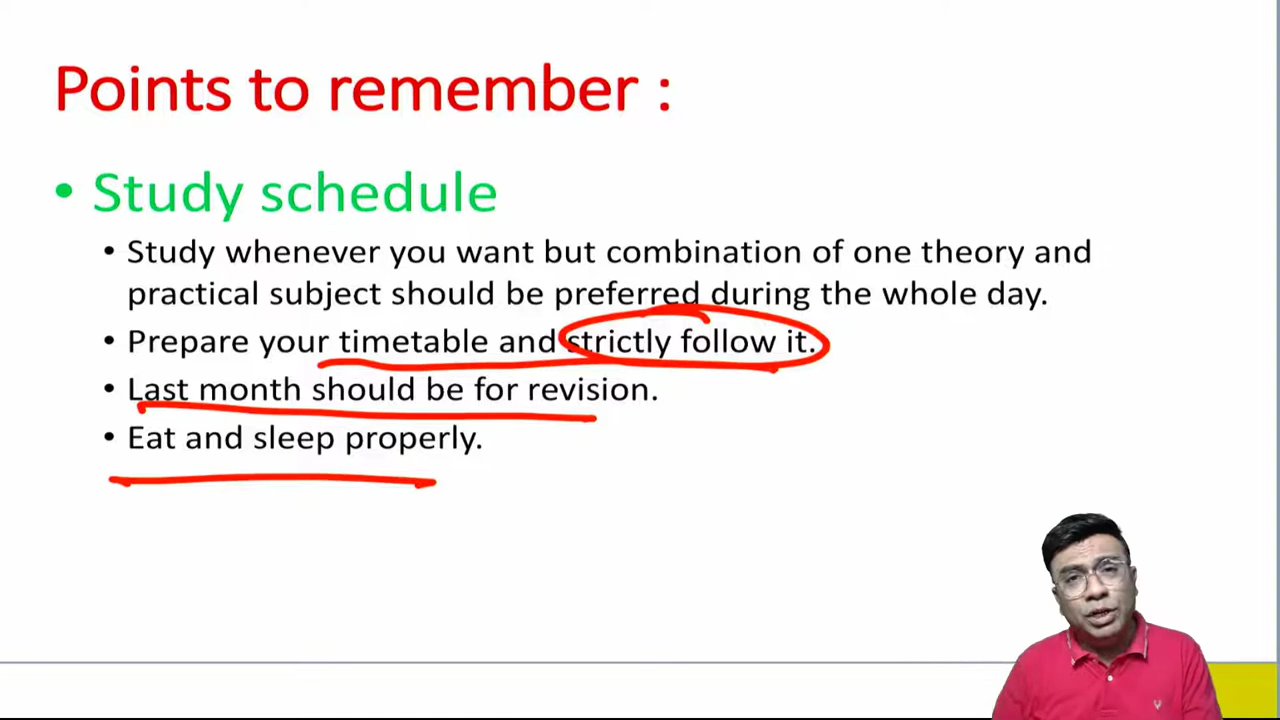 Points to remember :
• Study schedule
• Study whenever you want but combination of one theory and
practical subject should be preferred during the whole day.
• Prepare your timetable and strictly follow it.
• Last month should be for revision.
• Eat and sleep properly.